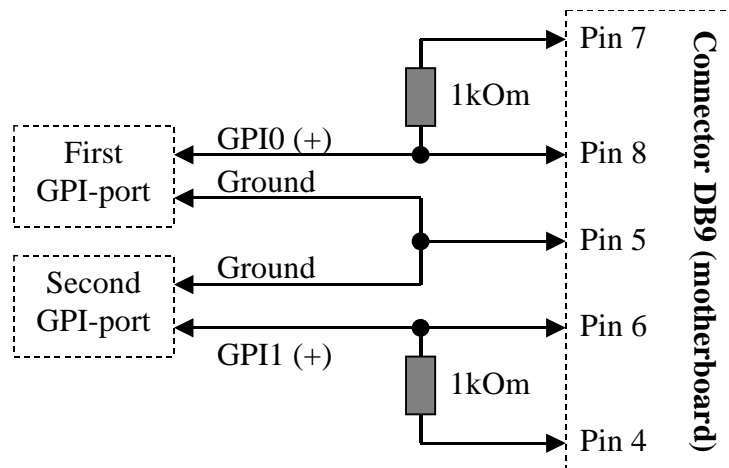 Pin 7
1kOm
First
GPI-port
GPI0 (+)
Pin 8
Ground
Pin 5
Second
GPI-port
Ground
Pin 6
GPI1 (+)
1kOm
Pin 4
Connector DB9 (motherboard)